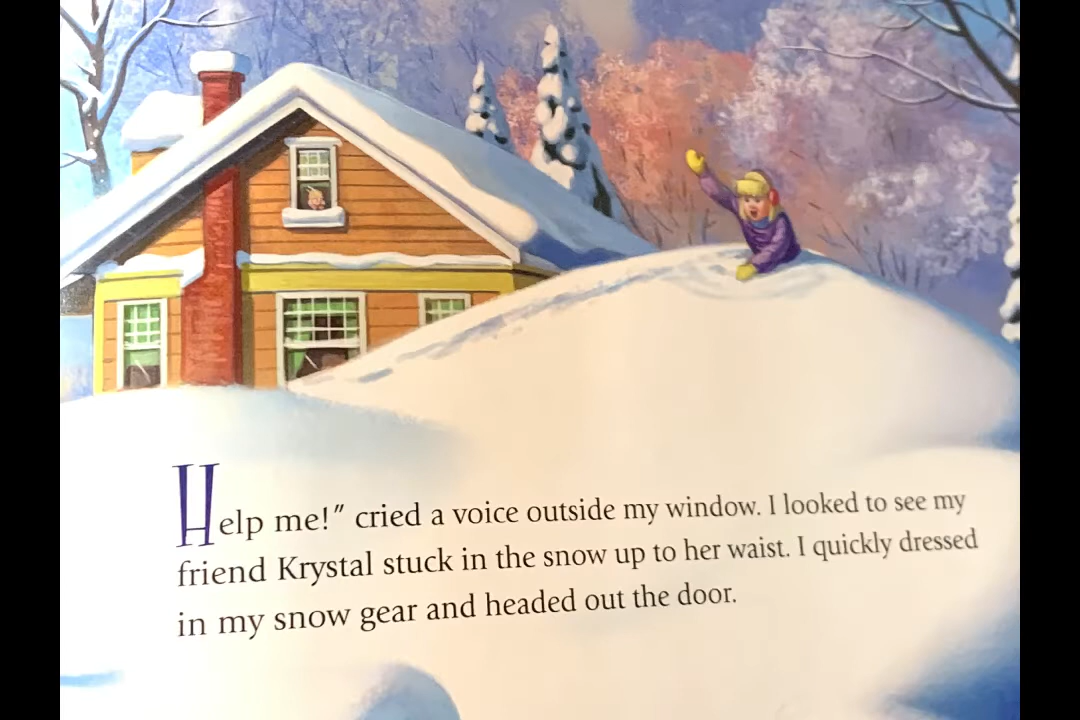 Help me!” cried a voice outside my window. I looked to see my
friend Krystal stuck in the snow up to her waist. I quickly dressed
in my snow gear and headed out the door.